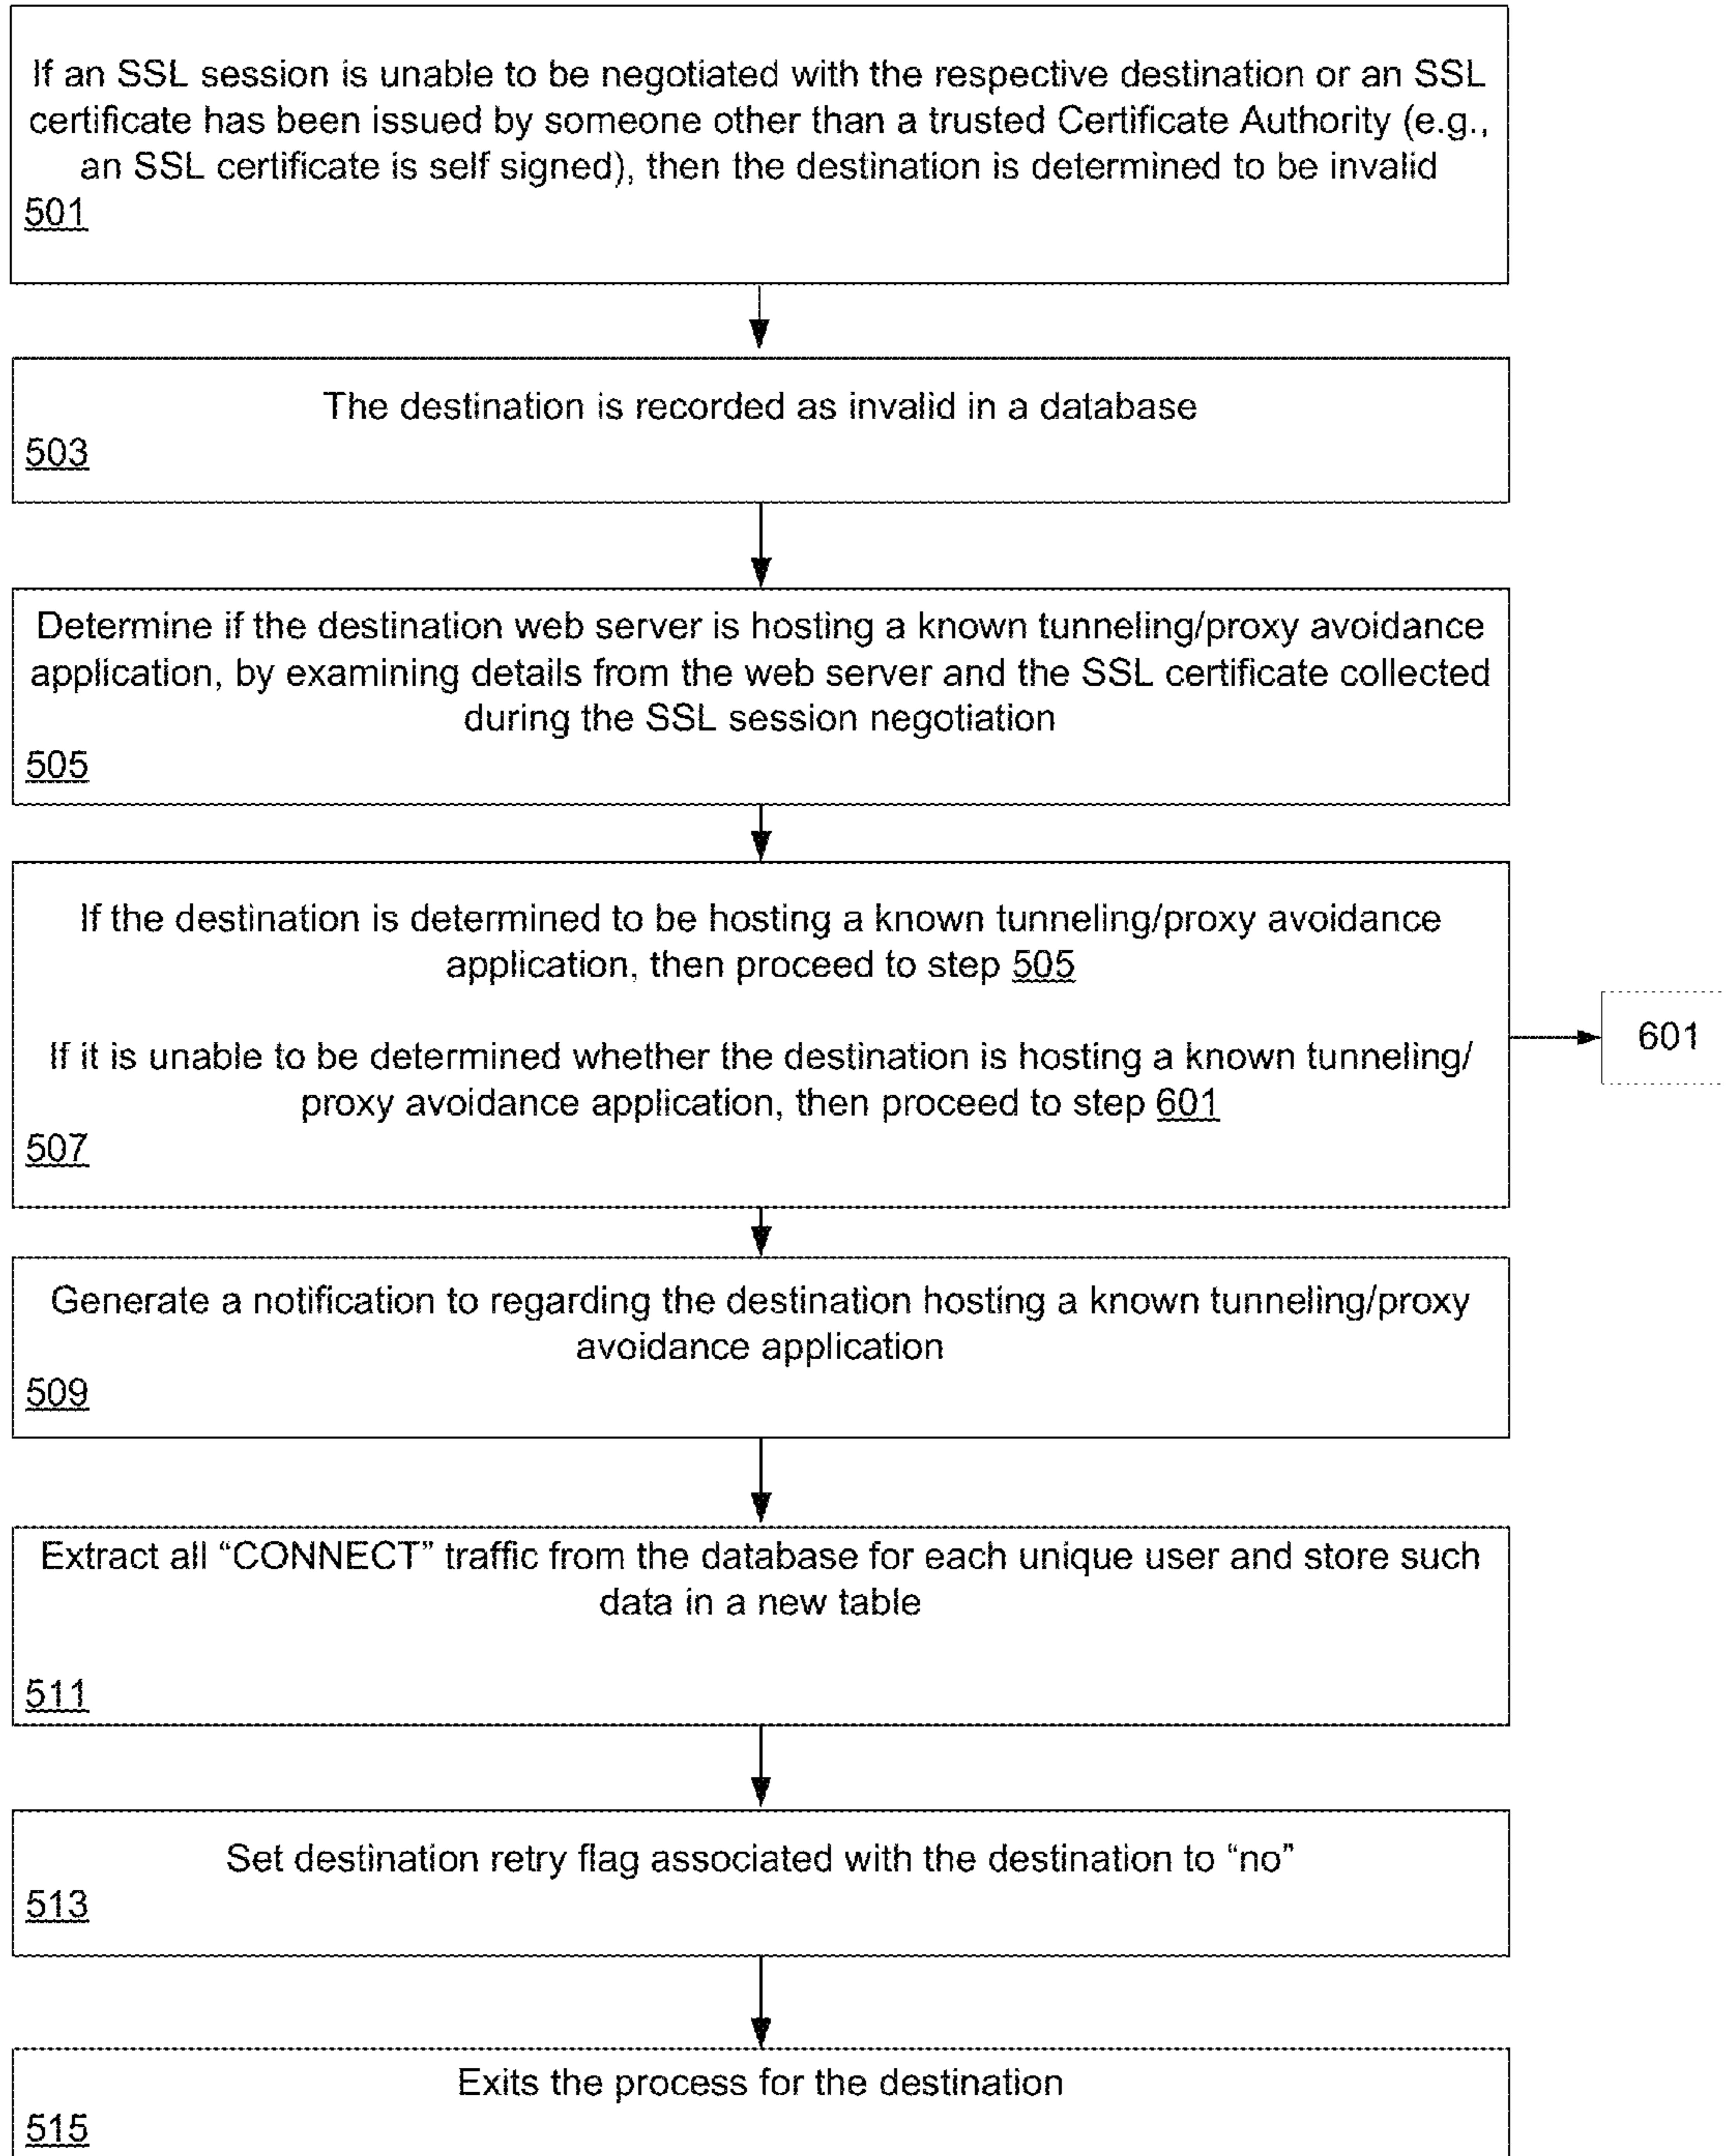 If an SSL session is unable to be negotiated with the respective destination or an SSL
certificate has been issued by someone other than a trusted Certificate Authority (e.g.,
an SSL certificate is self signed), then the destination is determined to be invalid
501
The destination is recorded as invalid in a database
503
Determine if the destination web server is hosting a known tunneling/proxy avoidance
application, by examining details from the web server and the SSL certificate collected
during the SSL session negotiation
505
If the destination is determined to be hosting a known tunneling/proxy avoidance
application, then proceed to step 505
If it is unable to be determined whether the destination is hosting a known tunneling/
proxy avoidance application, then proceed to step 601
507
601
Generate a notification to regarding the destination hosting a known tunneling/proxy
avoidance application
509
Extract all “CONNECT” traffic from the database for each unique user and store such
data in a new table
511
Set destination retry flag associated with the destination to “no”
513
Exits the process for the destination
515